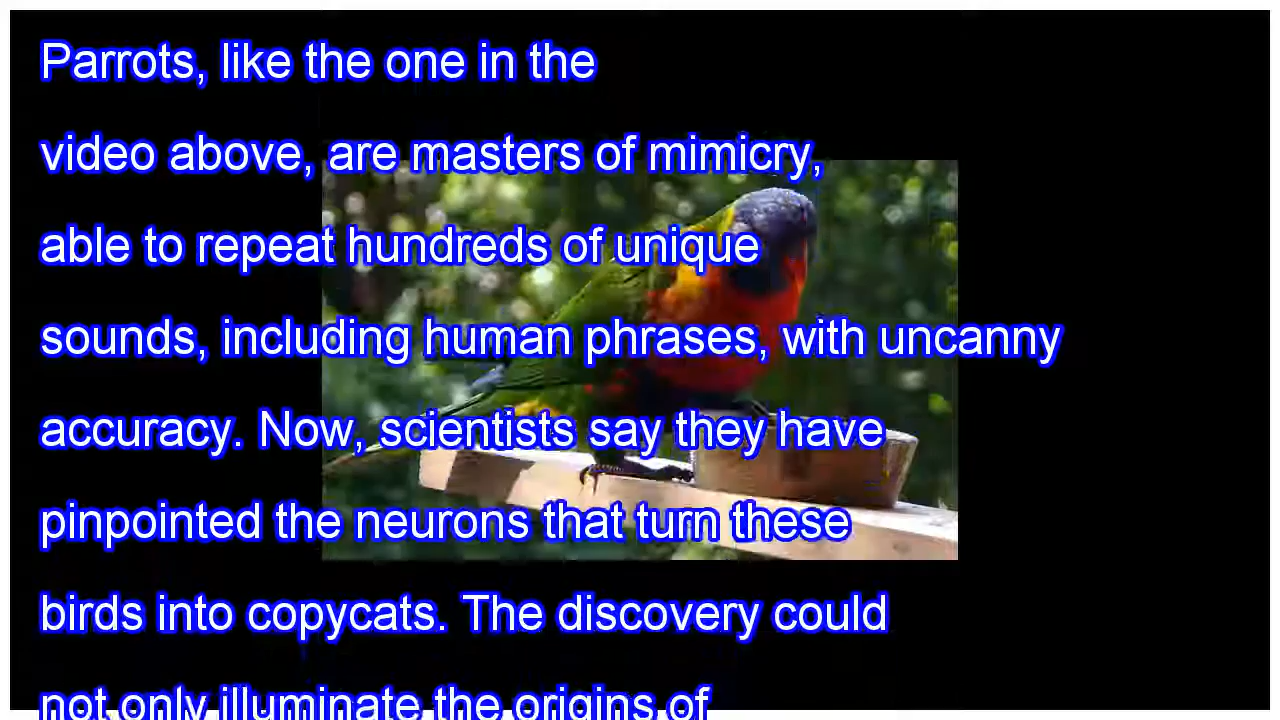 Parrots, like the one in the
video above, are masters of mimicry,
able to repeat hundreds of unique
sounds, including human phrases, with uncanny
accuracy. Now, scientists say they have
pinpointed the neurons that turn these
birds into copycats. The discovery could
not only illuminate the origins of